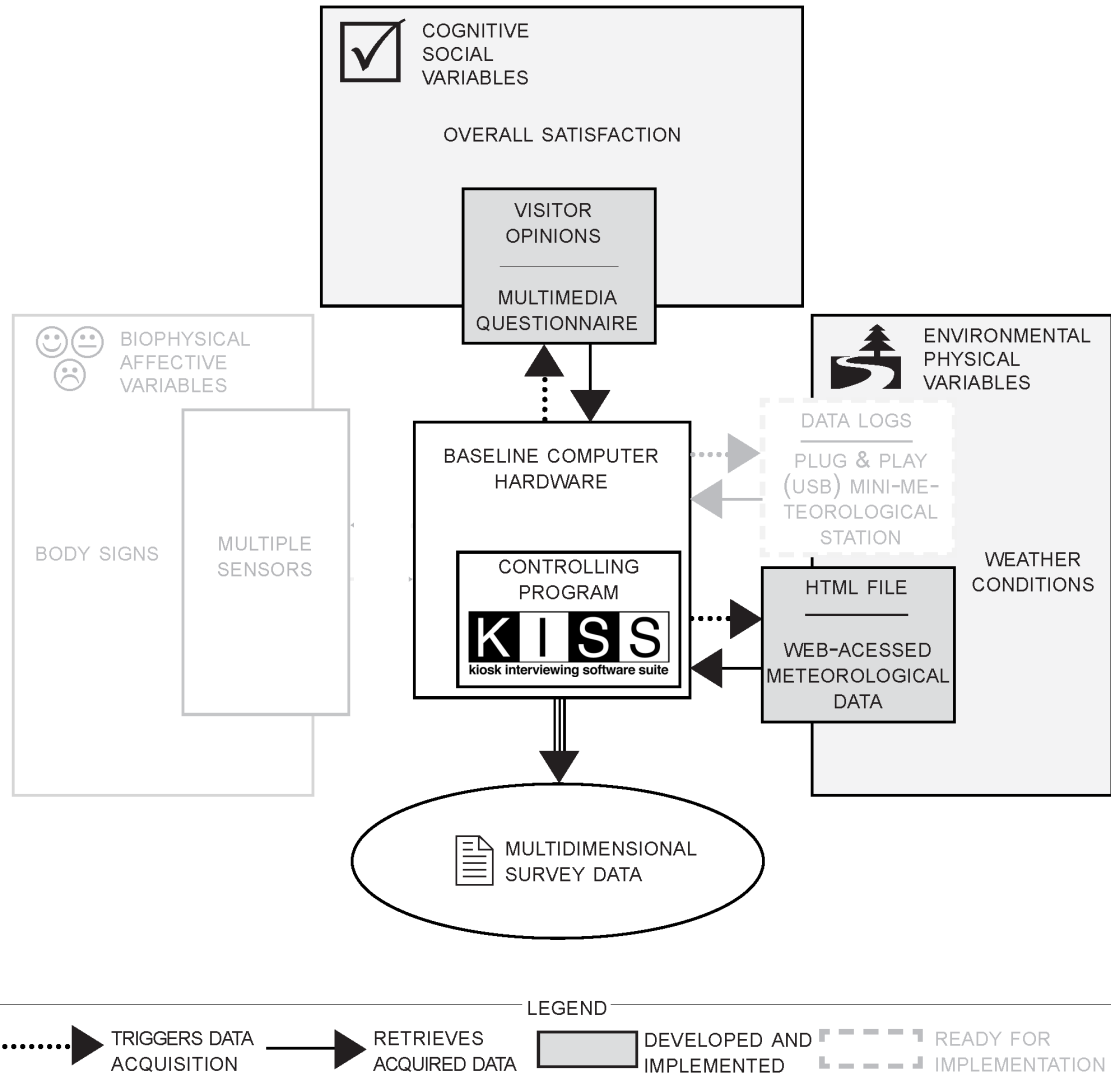 COGNITIVE
SOCIAL
VARIABLES
OVERALL SATISFACTION
VISITOR
OPINIONS
MULTIMEDIA
QUESTIONNAIRE
BIOPHYSICAL
AFFECTIVE
VARIABLES
BODY SIGNS
MULTIPLE
SENSORS
BASELINE COMPUTER
HARDWARE
CONTROLLING
PROGRAM
KISS
kiosk interviewing software suite
ENVIRONMENTAL
PHYSICAL
VARIABLES
DATA LOGS
PLUG & PLAY
(USB) MINI-ME-
TEOROLOGICAL
STATION
WEATHER
CONDITIONS
HTML FILE
WEB-ACESSED
METEOROLOGICAL
DATA
MULTIDIMENSIONAL
SURVEY DATA
LEGEND
TRIGGERS DATA
ACQUISITION
RETRIEVES
ACQUIRED DATA
DEVELOPED AND
IMPLEMENTED
READY FOR
IMPLEMENTATION